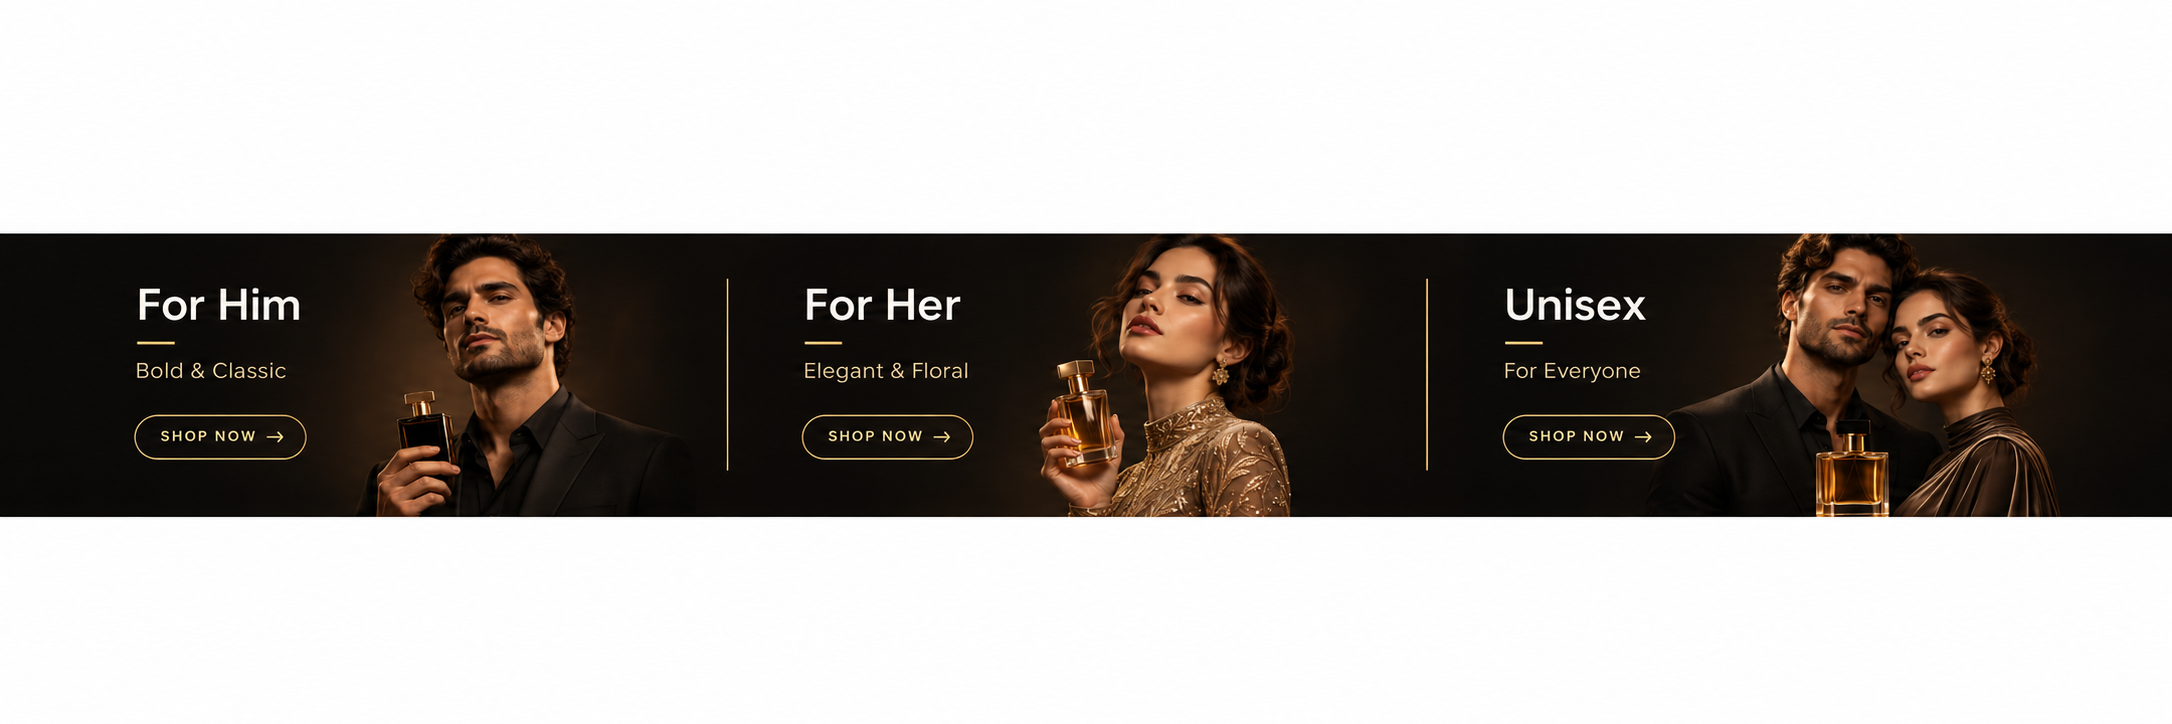 For Him
Bold & Classic
SHOP NOW →
For Her
Elegant & Floral
SHOP NOW →
Unisex
For Everyone
SHOP NOW →